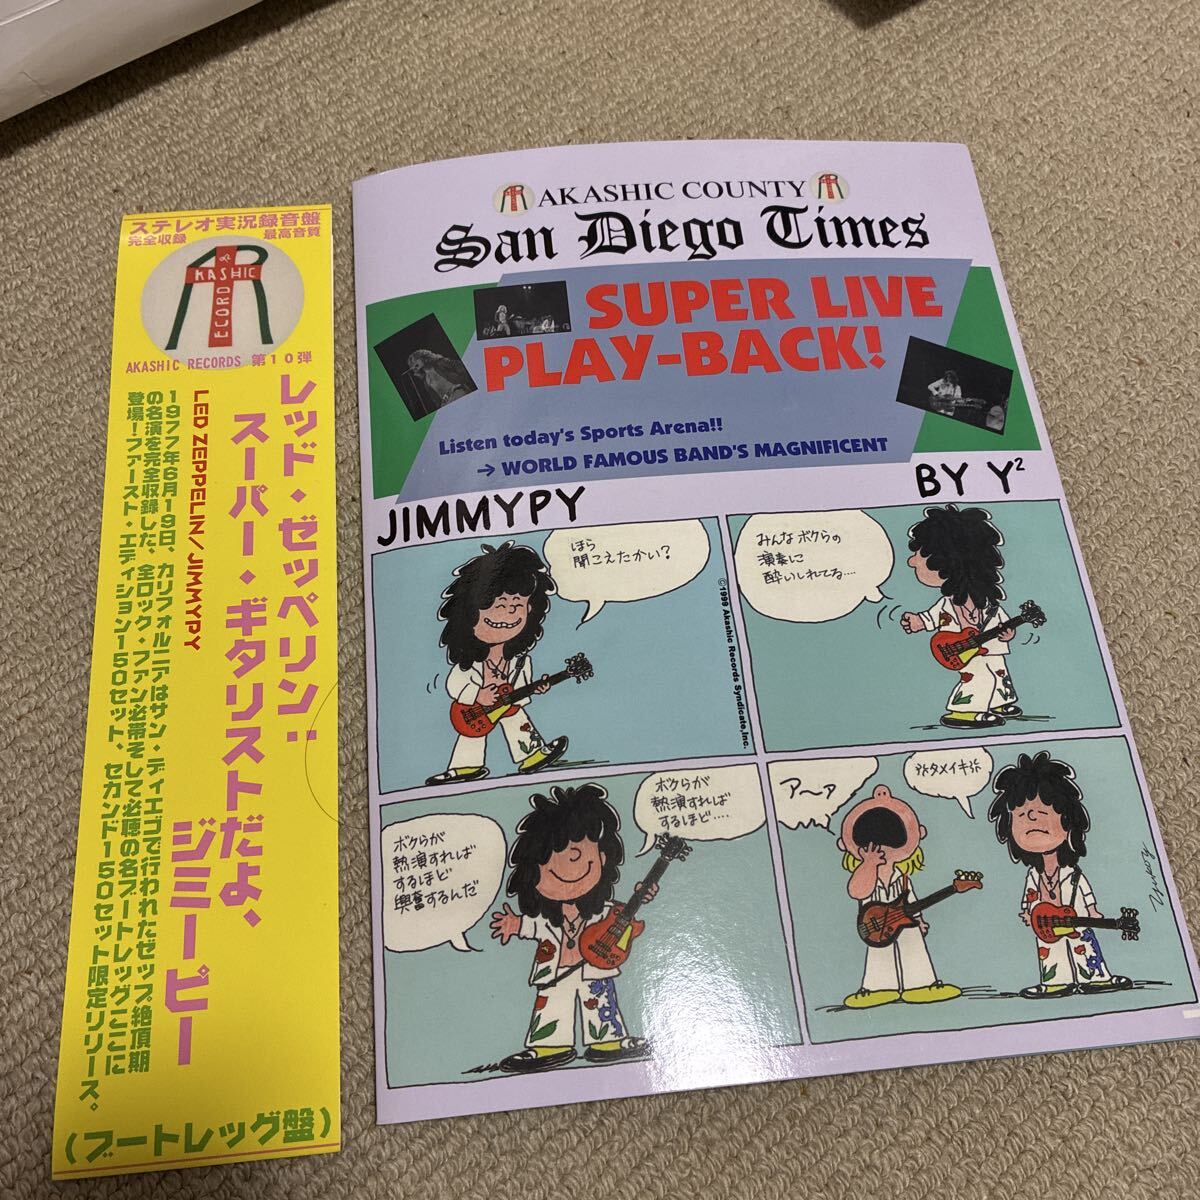 ステレオ実況録音盤
完全収録 最高音質
AKASHIC
RECORDS
AKASHIC RECORDS 第10弾
レッド・ゼッペリン:
スーパー・ギタリストだよ、
ジミーピー
LED ZEPPELIN/ JIMMYPY
1977年6月19日、カリフォルニアはサン・ディエゴで行われたゼップ絶頂期
の名演を完全収録した、全ロック・ファン必帯そして必聴の名ブートレッグここに
登場!ファースト・エディション150セット、セカンド150セット限定リリース。
(ブートレッグ盤)
AKASHIC COUNTY
San Diego Times
SUPER LIVE
PLAY-BACK!
Listen today's Sports Arena!!
→ WORLD FAMOUS BAND'S MAGNIFICENT
JIMMYPY
BY Y²
ほら
聞こえたかい?
©1999 Akashic Records Syndicate,Inc.
みんなボクらの
演奏に
酔いしれてる....
ボクらが
熱演すれば
するほど....
ボクらが
熱演すれば
するほど
興奮するんだ
ア〜ァ
タメイキ
Yukoz